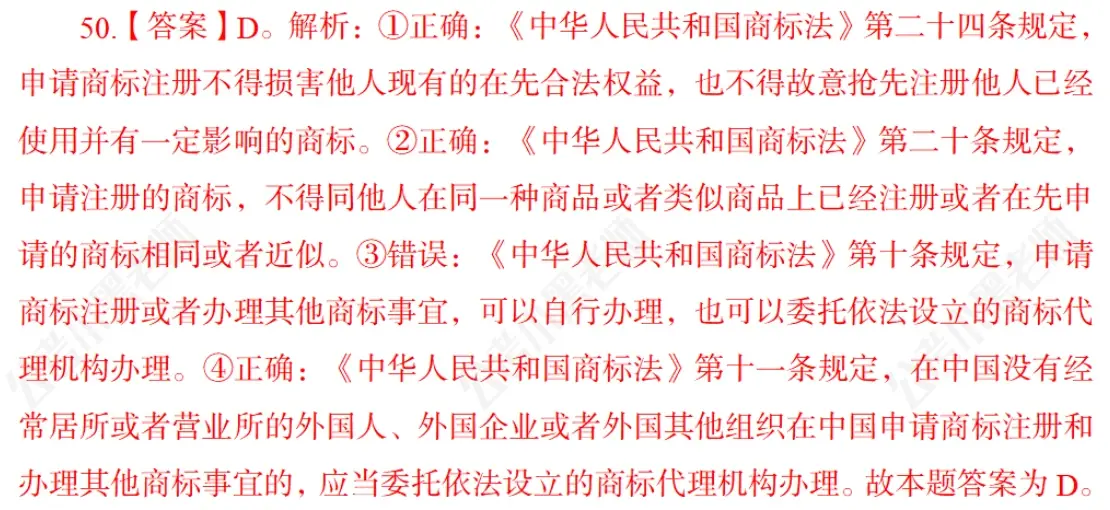 50.【答案】D。解析：①正确：《中华人民共和国商标法》第二十四条规定，
申请商标注册不得损害他人现有的在先合法权益，也不得故意抢先注册他人已经
使用并有一定影响的商标。②正确：《中华人民共和国商标法》第二十条规定，
申请注册的商标，不得同他人在同一种商品或者类似商品上已经注册或者在先申
请的商标相同或者近似。③错误：《中华人民共和国商标法》第十条规定，申请
商标注册或者办理其他商标事宜，可以自行办理，也可以委托依法设立的商标代
理机构办理。④正确：《中华人民共和国商标法》第十一条规定，在中国没有经
常居所或者营业所的外国人、外国企业或者外国其他组织在中国申请商标注册和
办理其他商标事宜的，应当委托依法设立的商标代理机构办理。故本题答案为 D。